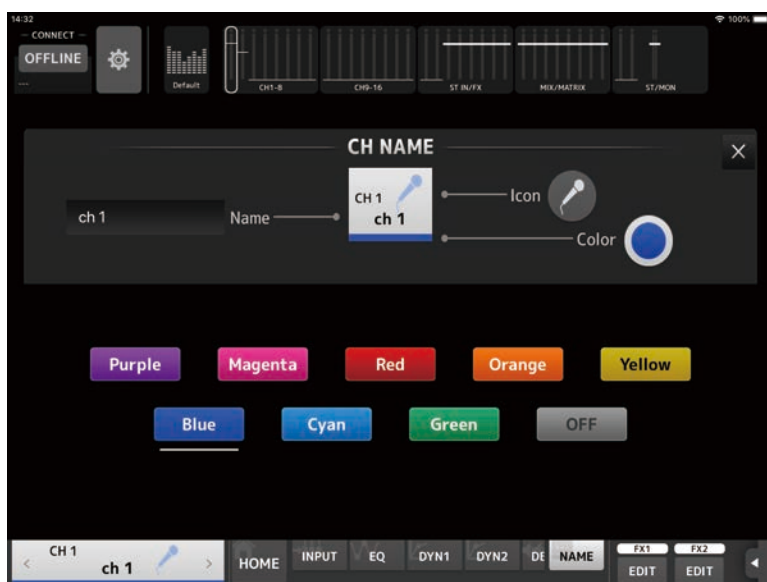 14:32
100%
CONNECT
OFFLINE
---
Default
CH1-8
CH9-16
ST IN/FX
MIX/MATRIX
ST/MON
CH NAME
ch 1
Name
CH 1
ch 1
Icon
Color
Purple
Magenta
Red
Orange
Yellow
Blue
Cyan
Green
OFF
CH 1
ch 1
HOME
INPUT
EQ
DYN1
DYN2
DE
NAME
FX1
EDIT
FX2
EDIT